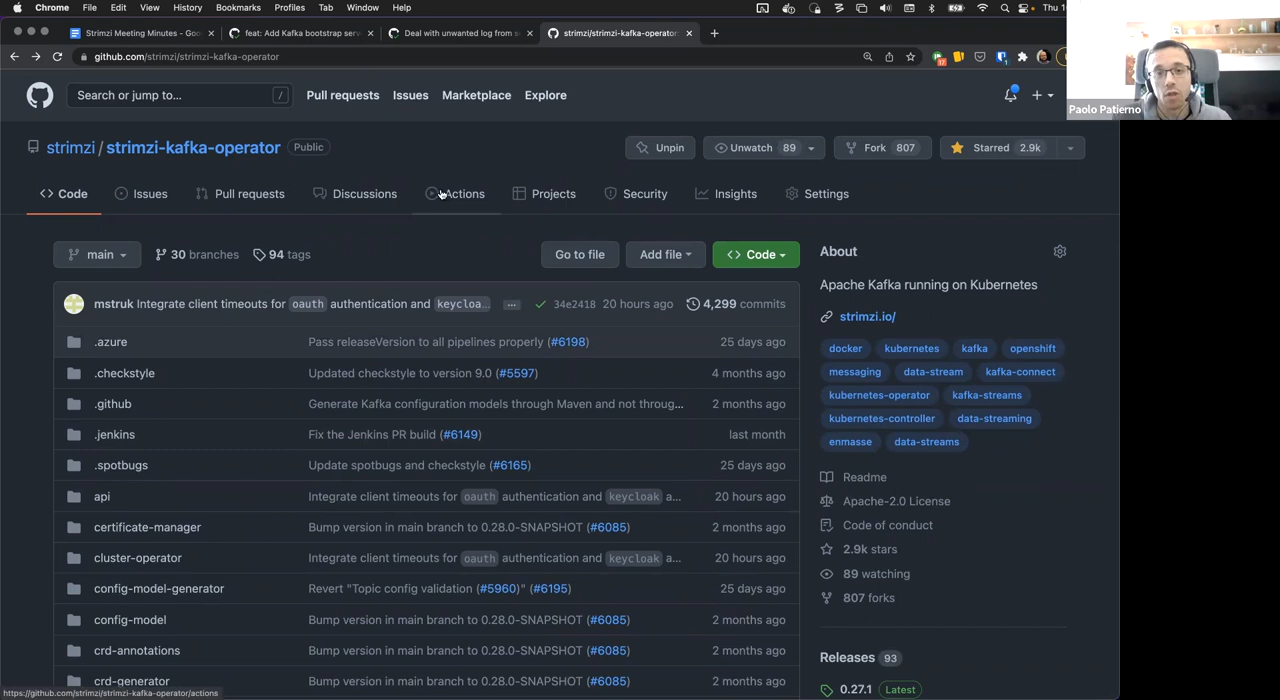 Chrome File Edit View History Bookmarks Profiles Tab Window Help Thu 1
Strimzi Meeting Minutes - Goo feat: Add Kafka bootstrap serv Deal with unwanted log from s strimzi/strimzi-kafka-operator:
github.com/strimzi/strimzi-kafka-operator 17
Paolo Patierno
Search or jump to... / Pull requests Issues Marketplace Explore
strimzi / strimzi-kafka-operator Public Unpin Unwatch 89 Fork 807 Starred 2.9k
Code Issues Pull requests Discussions Actions Projects Security Insights Settings
main 30 branches 94 tags Go to file Add file Code
mstruk Integrate client timeouts for oauth authentication and keycloa... ... 34e2418 20 hours ago 4,299 commits
.azure Pass releaseVersion to all pipelines properly (#6198) 25 days ago
.checkstyle Updated checkstyle to version 9.0 (#5597) 4 months ago
.github Generate Kafka configuration models through Maven and not throug... 2 months ago
.jenkins Fix the Jenkins PR build (#6149) last month
.spotbugs Update spotbugs and checkstyle (#6165) 25 days ago
api Integrate client timeouts for oauth authentication and keycloak a... 20 hours ago
certificate-manager Bump version in main branch to 0.28.0-SNAPSHOT (#6085) 2 months ago
cluster-operator Integrate client timeouts for oauth authentication and keycloak a... 20 hours ago
config-model-generator Revert "Topic config validation (#5960)" (#6195) 25 days ago
config-model Bump version in main branch to 0.28.0-SNAPSHOT (#6085) 2 months ago
crd-annotations Bump version in main branch to 0.28.0-SNAPSHOT (#6085) 2 months ago
crd-generator Bump version in main branch to 0.28.0-SNAPSHOT (#6085) 2 months ago
About
Apache Kafka running on Kubernetes
strimzi.io/
docker kubernetes kafka openshift
messaging data-stream kafka-connect
kubernetes-operator kafka-streams
kubernetes-controller data-streaming
enmasse data-streams
Readme
Apache-2.0 License
Code of conduct
2.9k stars
89 watching
807 forks
Releases 93
0.27.1 Latest
https://github.com/strimzi/strimzi-kafka-operator/actions